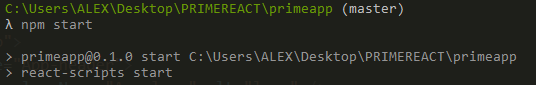 C:\Users\ALEX\Desktop\PRIMEREACT\primeapp (master)
λ npm start
> primeapp@0.1.0 start C:\Users\ALEX\Desktop\PRIMEREACT\primeapp
> react-scripts start